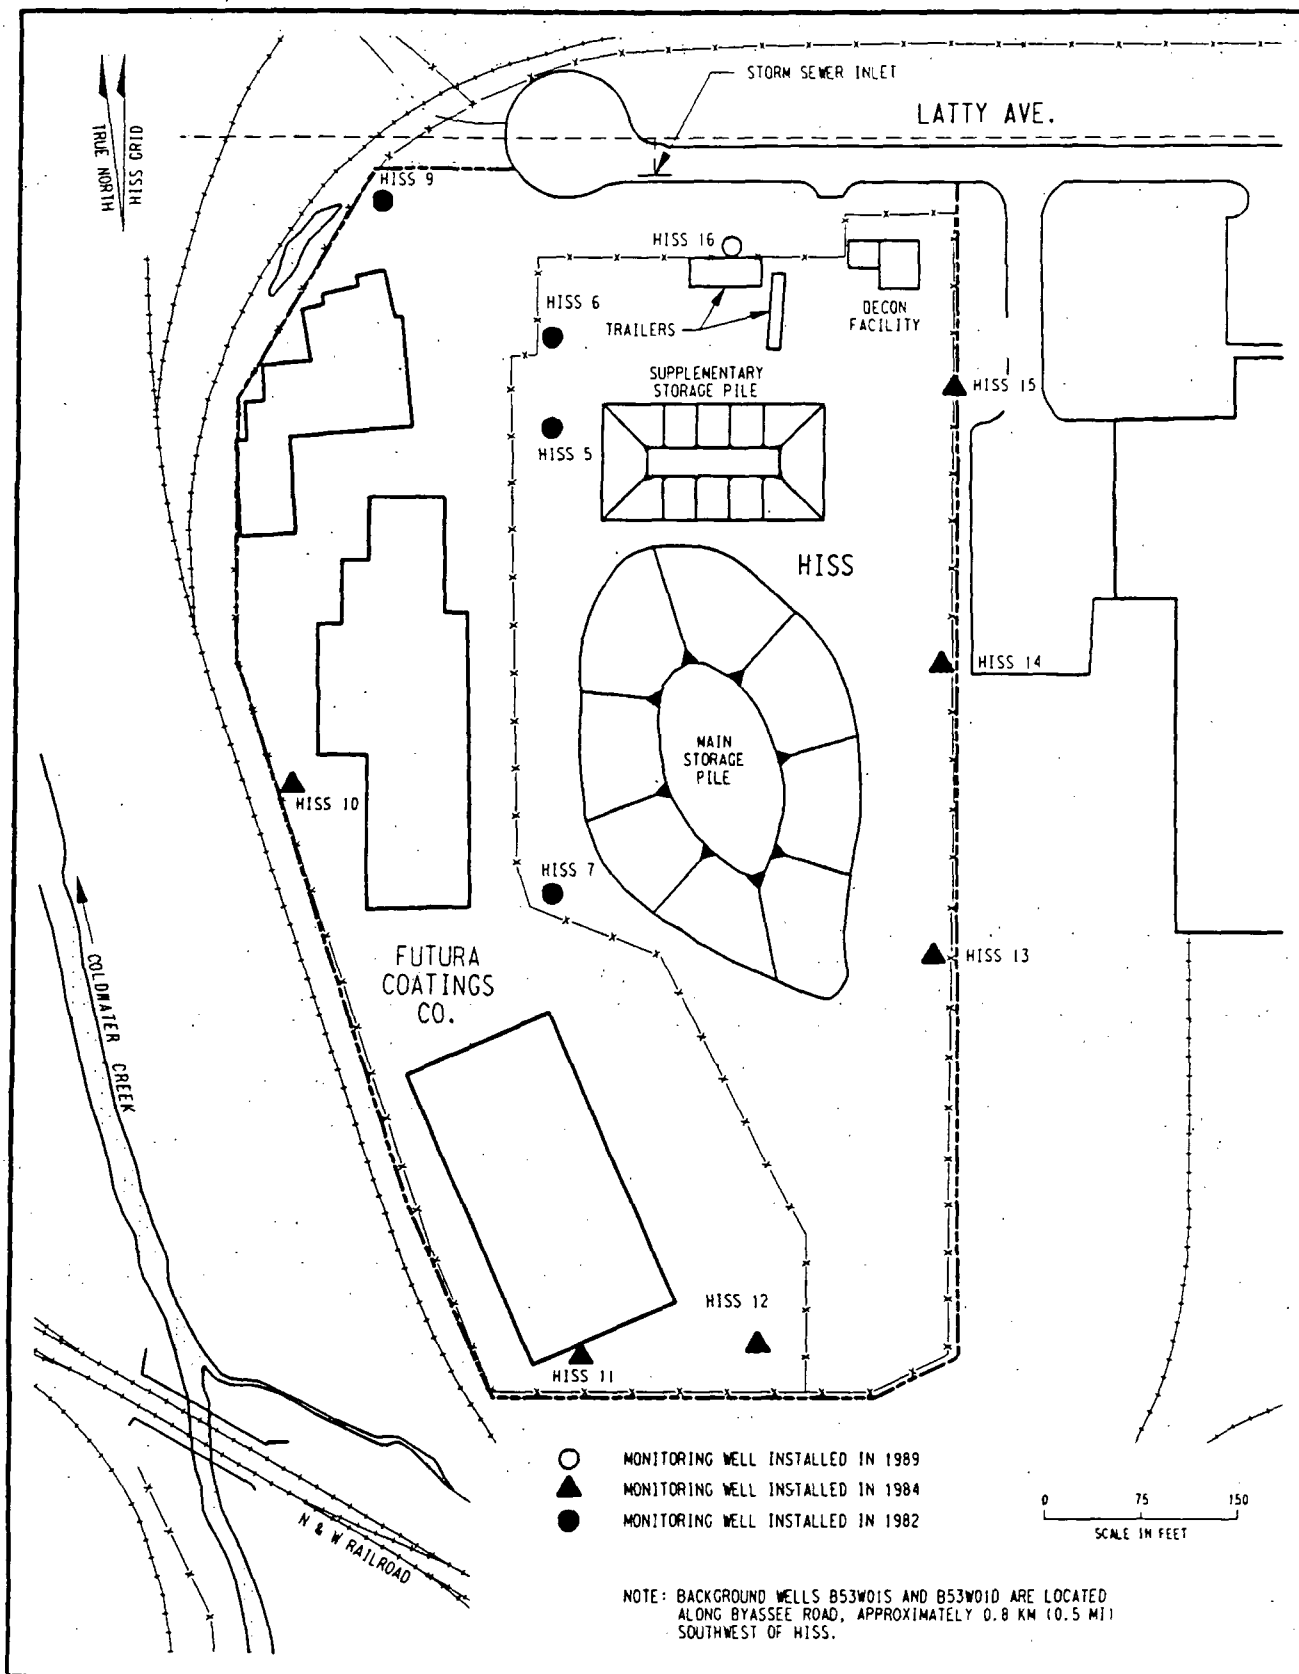 STORM SEWER INLET
LATTY AVE.
TRUE NORTH
HISS GRID
HISS 9
HISS 16
HISS 6
TRAILERS
DECON
FACILITY
SUPPLEMENTARY
STORAGE PILE
HISS 15
HISS 5
HISS
HISS 14
MAIN
STORAGE
PILE
HISS 10
HISS 7
FUTURA
COATINGS
CO.
HISS 13
COLDWATER CREEK
HISS 12
HISS 11
N & W RAILROAD
MONITORING WELL INSTALLED IN 1989
MONITORING WELL INSTALLED IN 1984
MONITORING WELL INSTALLED IN 1982
0 75 150
SCALE IN FEET
NOTE: BACKGROUND WELLS B53W01S AND B53W01D ARE LOCATED
ALONG BYASSEE ROAD, APPROXIMATELY 0.8 KM (0.5 MI)
SOUTHWEST OF HISS.